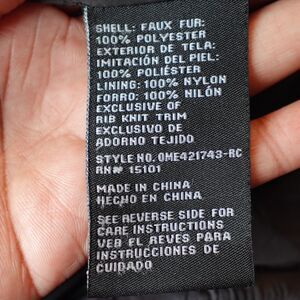 SHELL: FAUX FUR:
100% POLYESTER
EXTERIOR DE TELA:
IMITACIÓN DEL PIEL:
100% POLIÉSTER
LINING: 100% NYLON
FORRO: 100% NILÓN
EXCLUSIVE OF
RIB KNIT TRIM
EXCLUSIVO DE
ADORNO TEJIDO
STYLE NO.OME421743-RC
RN# 15101
MADE IN CHINA
HECHO EN CHINA
SEE REVERSE SIDE FOR
CARE INSTRUCTIONS
VER EL REVES PARA
INSTRUCCIONES DE
CUIDADO